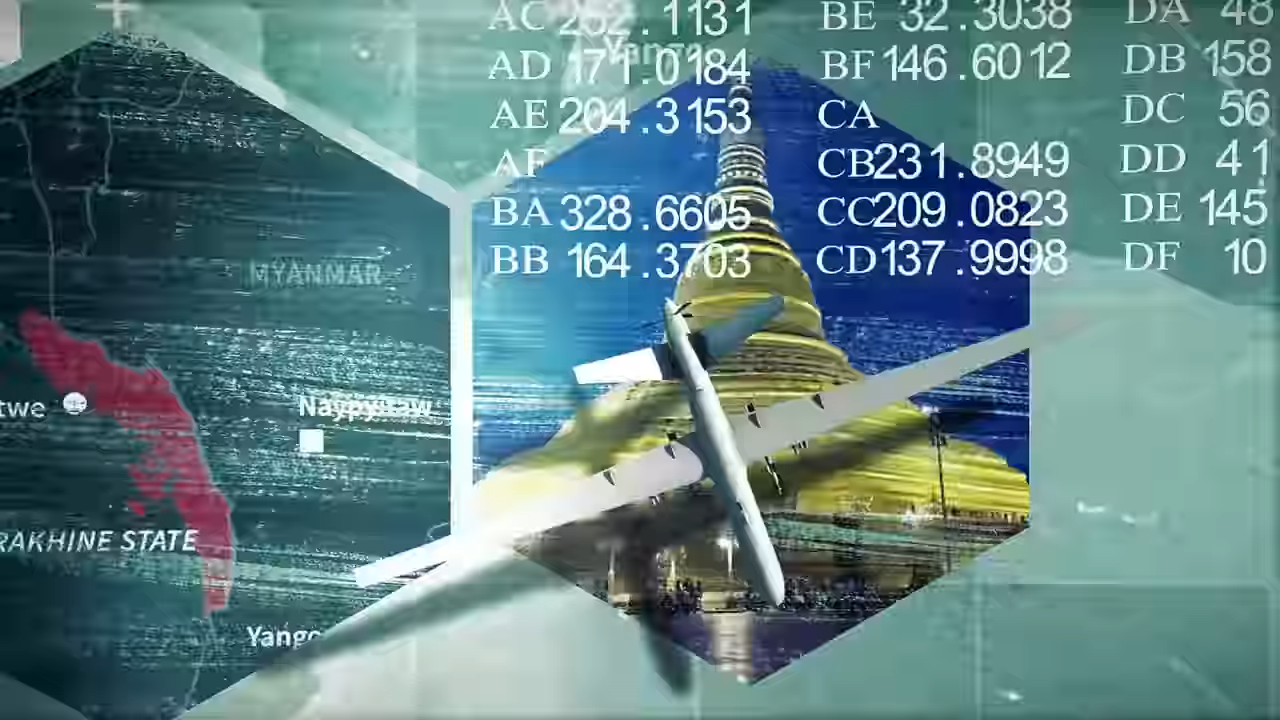 AC 252.1131 BE 32.3038 DA 48
AD 171.0184 BF 146.6012 DB 158
AE 204.3153 CA DC 56
AF CB 231.8949 DD 41
BA 328.6605 CC 209.0823 DE 145
BB 164.3703 CD 137.9998 DF 10
MYANMAR
twe
Naypyitaw
RAKHINE STATE
Yango